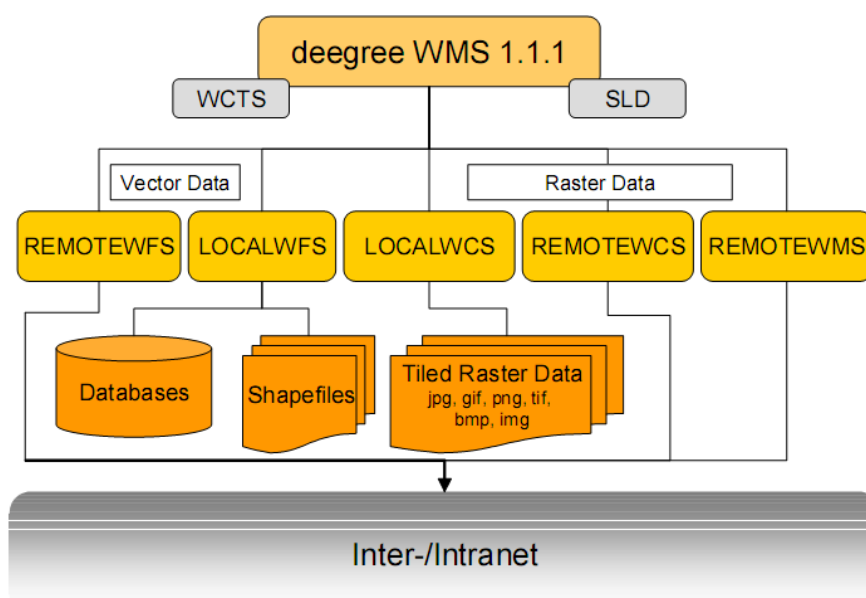 deegree WMS 1.1.1
WCTS
SLD
Vector Data
Raster Data
REMOTEWFS
LOCALWFS
LOCALWCS
REMOTEWCS
REMOTEWMS
Databases
Shapefiles
Tiled Raster Data
jpg, gif, png, tif,
bmp, img
Inter-/Intranet